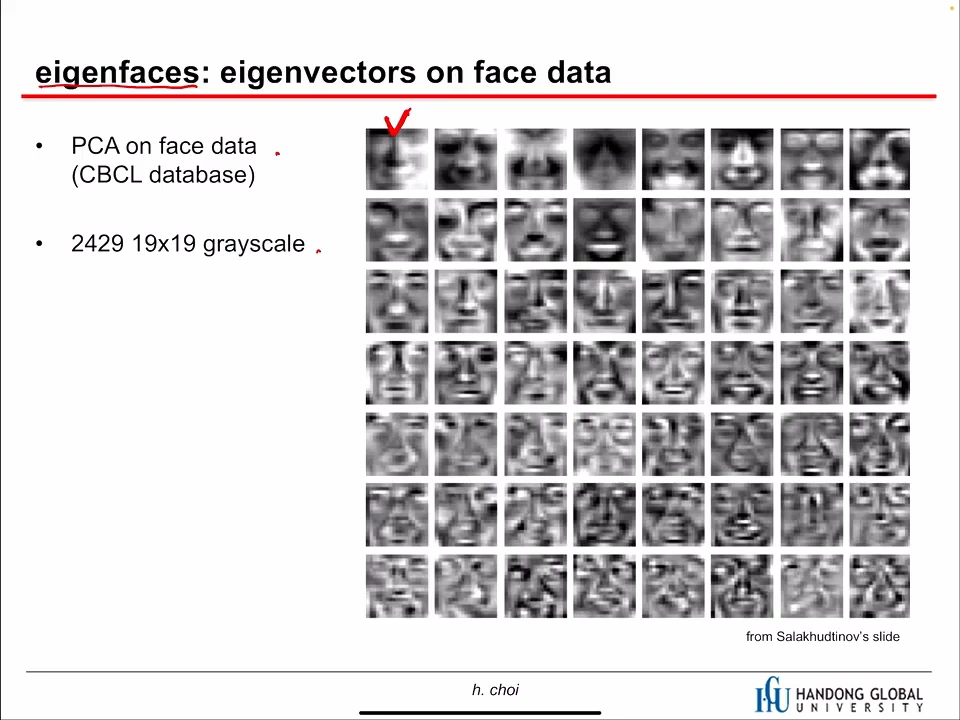 eigenfaces: eigenvectors on face data
• PCA on face data
(CBCL database)
• 2429 19x19 grayscale
from Salakhudtinov's slide
h. choi
HGU HANDONG GLOBAL
UNIVERSITY